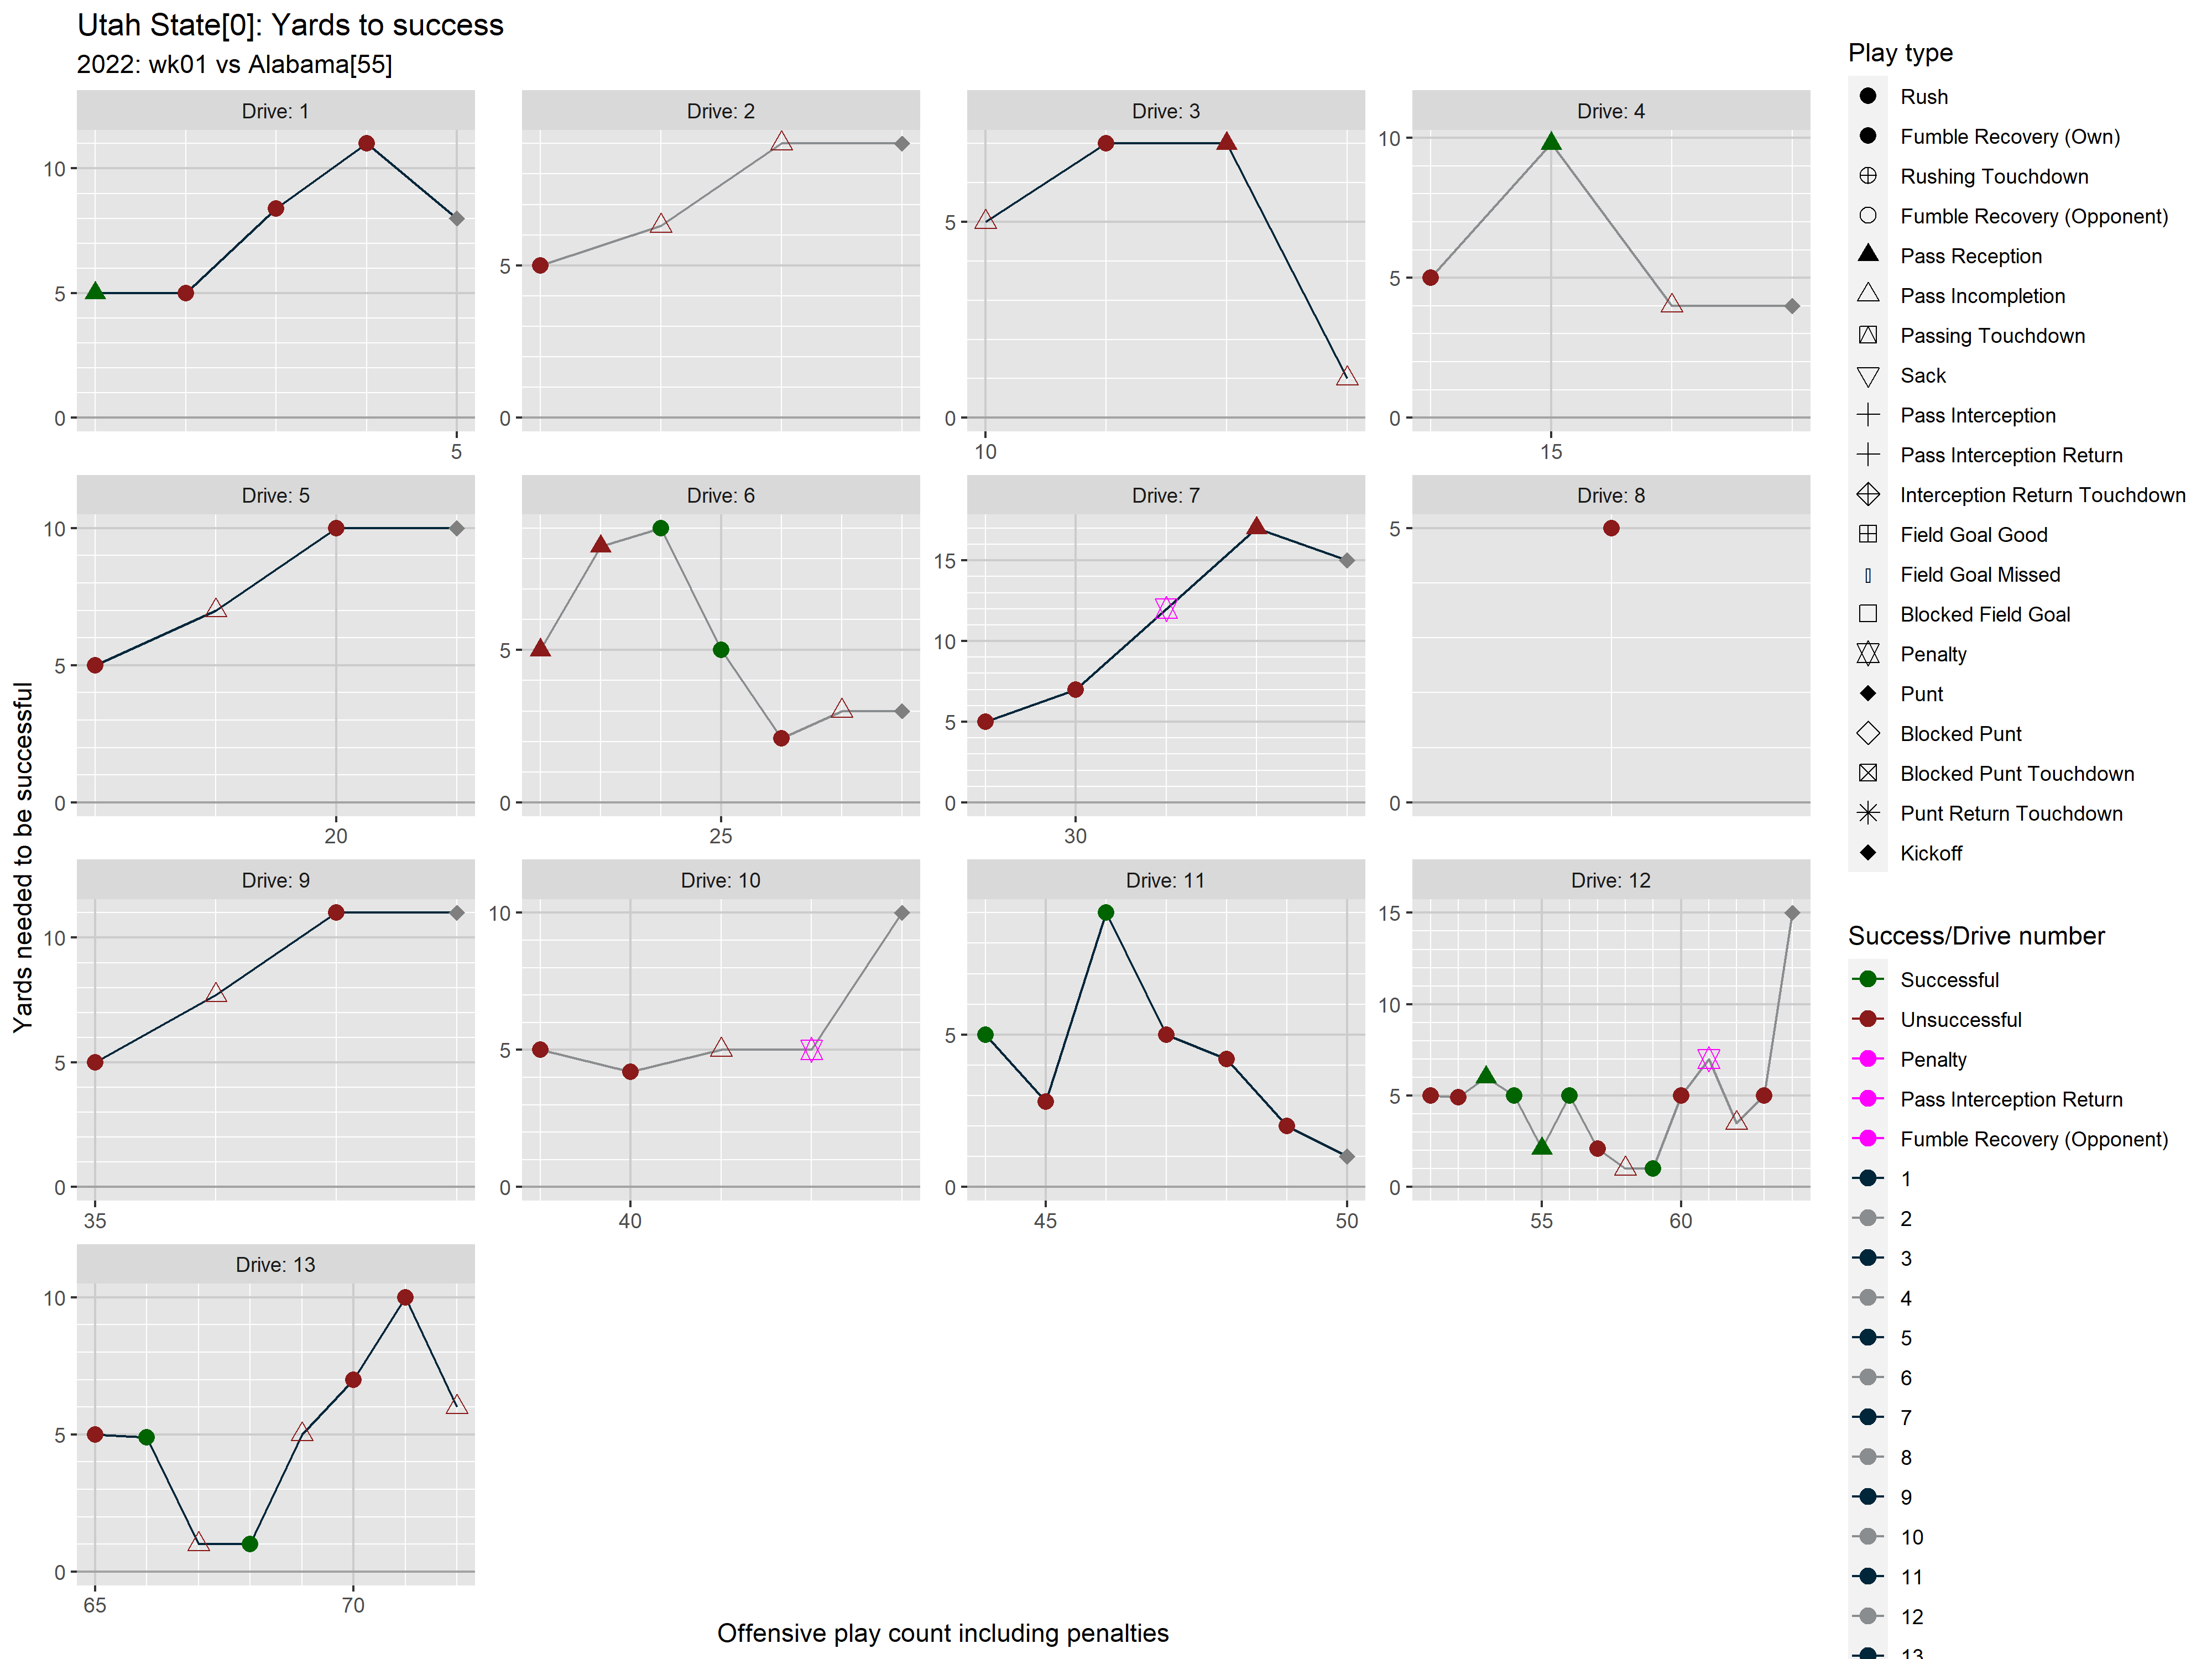 Utah State[0]: Yards to success
2022: wk01 vs Alabama[55]
Yards needed to be successful
Drive: 1
10
5
0
5
Drive: 2
5
0
Drive: 3
5
0
10
Drive: 4
10
5
0
15
Drive: 5
10
5
0
20
Drive: 6
5
0
25
Drive: 7
15
10
5
0
30
Drive: 8
5
0
Drive: 9
10
5
0
35
Drive: 10
10
5
0
40
Drive: 11
5
0
45 50
Drive: 12
15
10
5
0
55 60
Drive: 13
10
5
0
65 70
Offensive play count including penalties
Play type
Rush
Fumble Recovery (Own)
Rushing Touchdown
Fumble Recovery (Opponent)
Pass Reception
Pass Incompletion
Passing Touchdown
Sack
Pass Interception
Pass Interception Return
Interception Return Touchdown
Field Goal Good
Field Goal Missed
Blocked Field Goal
Penalty
Punt
Blocked Punt
Blocked Punt Touchdown
Punt Return Touchdown
Kickoff
Success/Drive number
Successful
Unsuccessful
Penalty
Pass Interception Return
Fumble Recovery (Opponent)
1
2
3
4
5
6
7
8
9
10
11
12
13